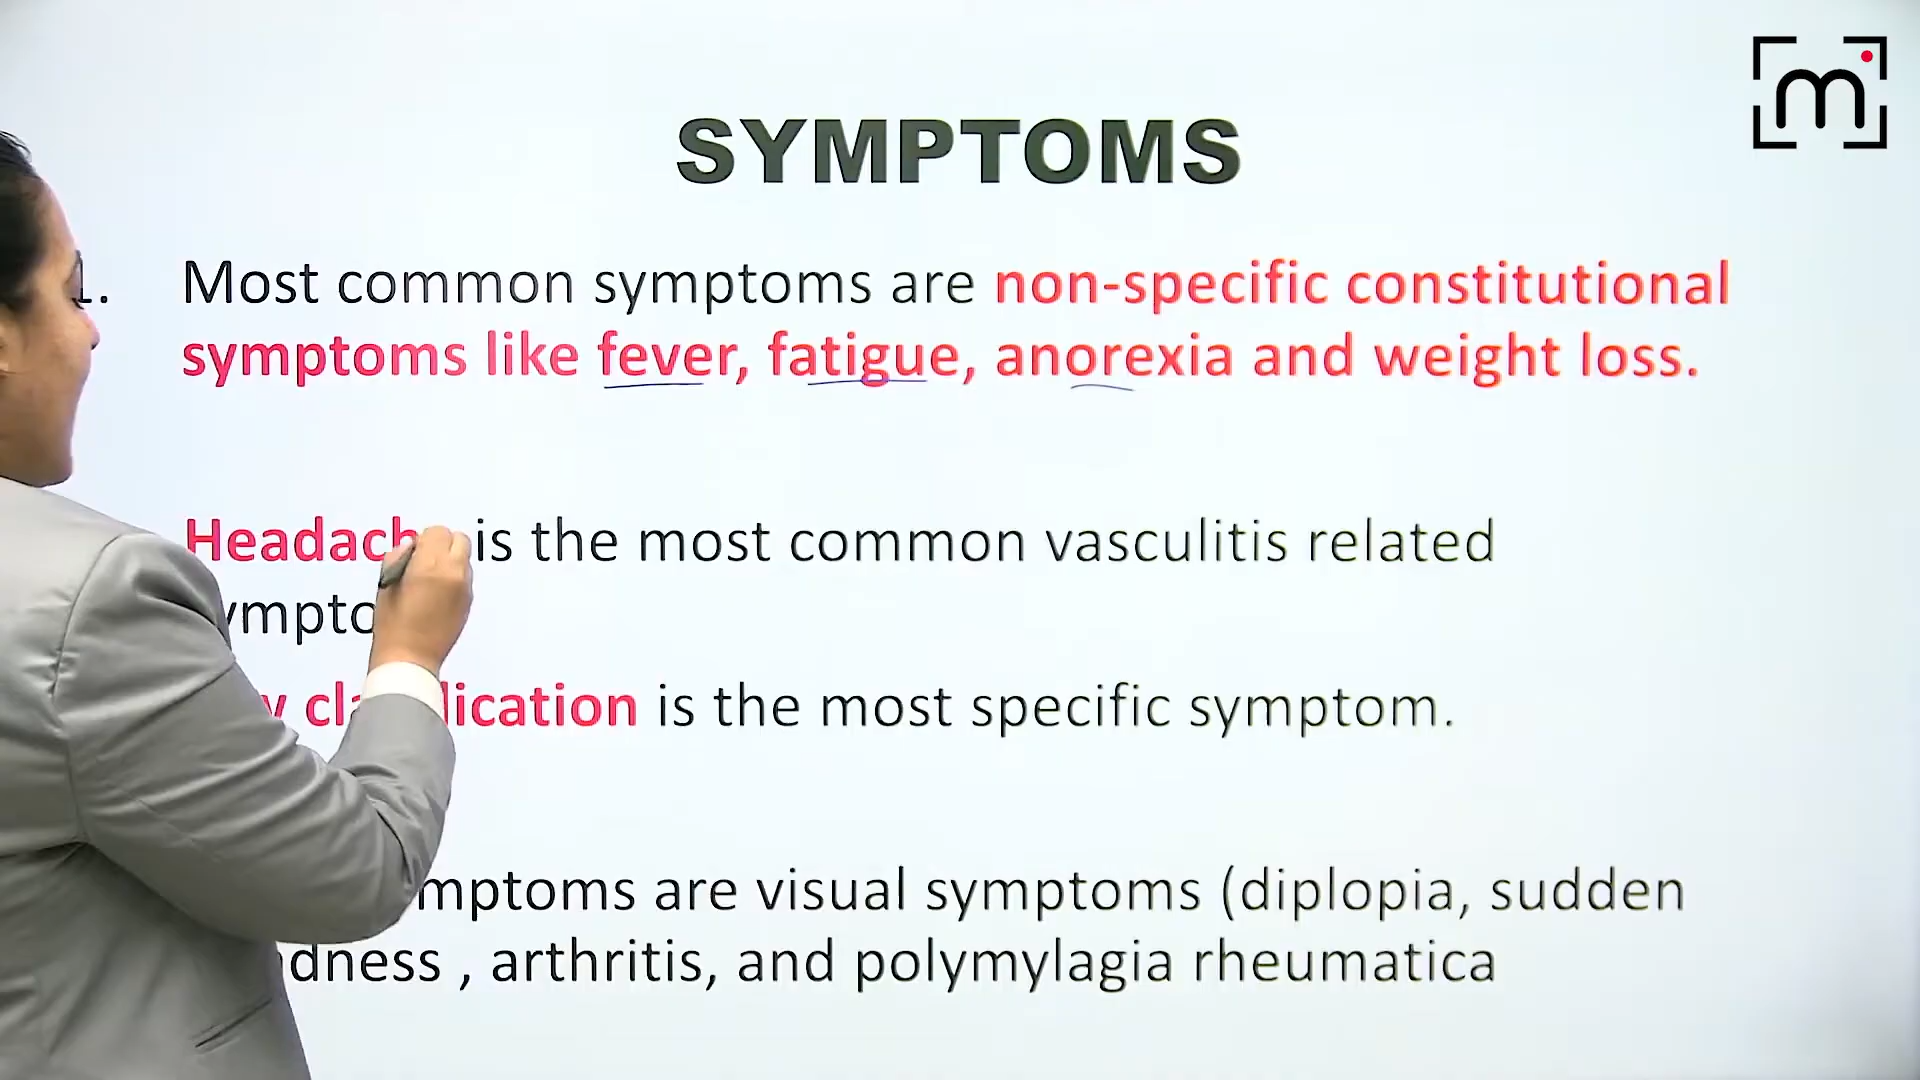 m
SYMPTOMS
1. Most common symptoms are non-specific constitutional
symptoms like fever, fatigue, anorexia and weight loss.
Headach is the most common vasculitis related
ympto
is the most specific symptom.
mptoms are visual symptoms (diplopia, sudden
dness , arthritis, and polymylagia rheumatica